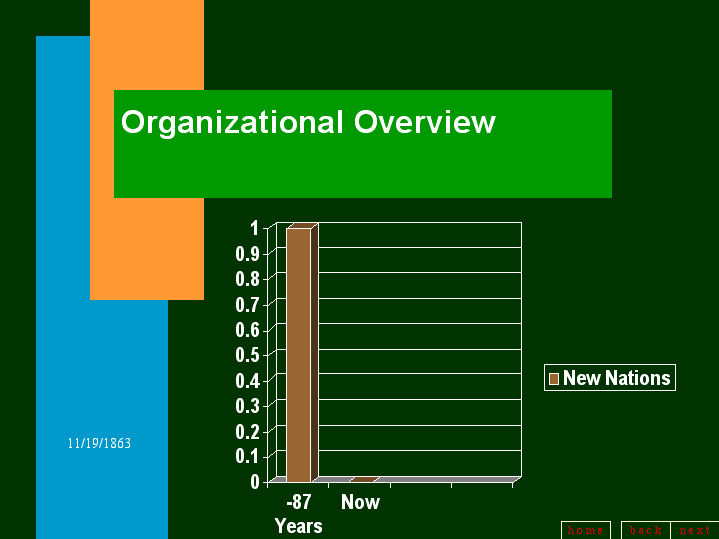 Organizational Overview
1
0.9
0.8
0.7
0.6
0.5
0.4
0.3
0.2
0.1
0
-87
Years
Now
New Nations
11/19/1863
home
back
next